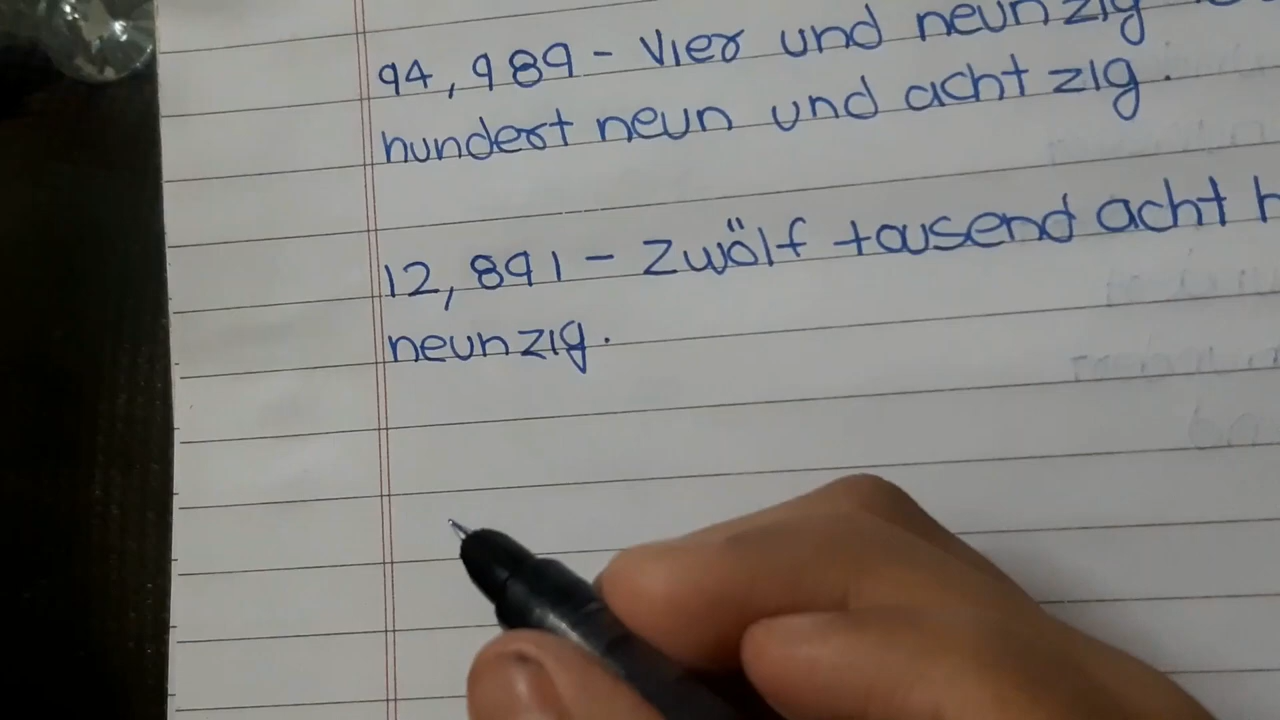 94,989 - Vier und neunzig
hundert neun und acht zig.
12,891 - zwölf tausend acht
neunzig.